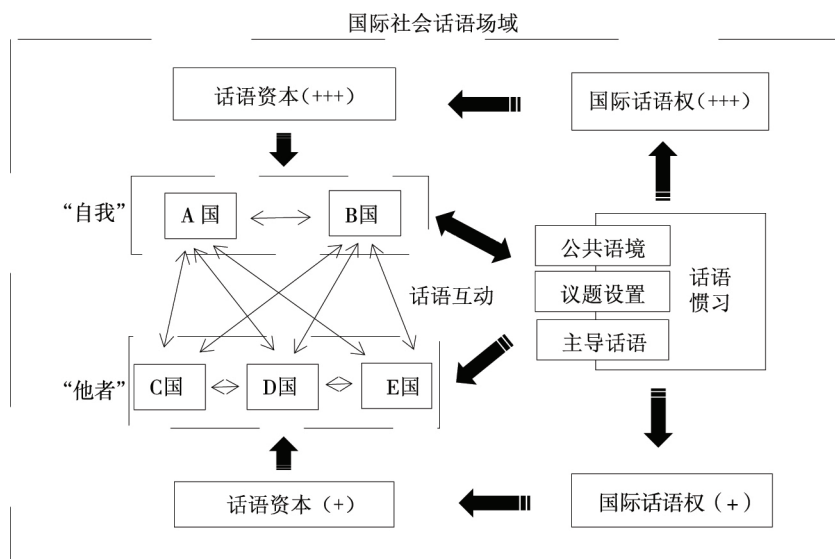 国际社会话语场域
话语资本（+++）
国际话语权（+++）
“自我”
A 国
B国
公共语境
话语互动
议题设置
话语
惯习
主导话语
“他者”
C国
D国
E国
话语资本（+）
国际话语权（+）